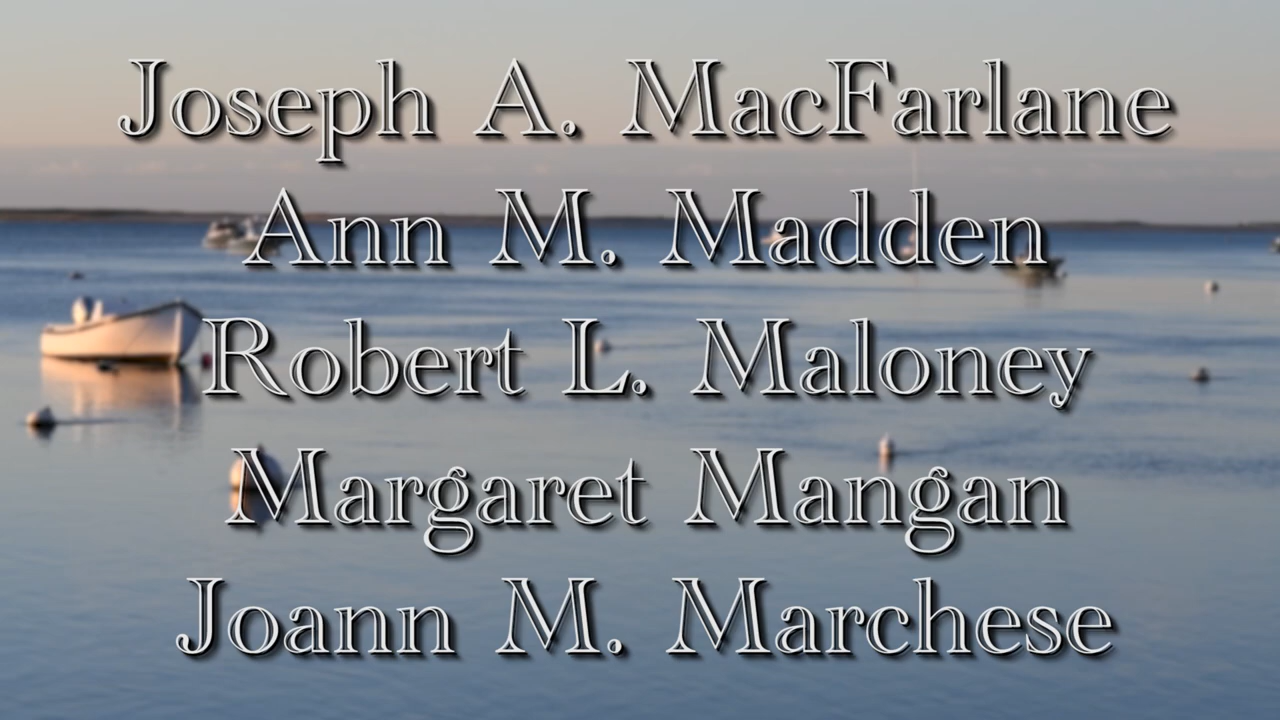 Joseph A. MacFarlane
Ann M. Madden
Robert L. Maloney
Margaret Mangan
Joann M. Marchese